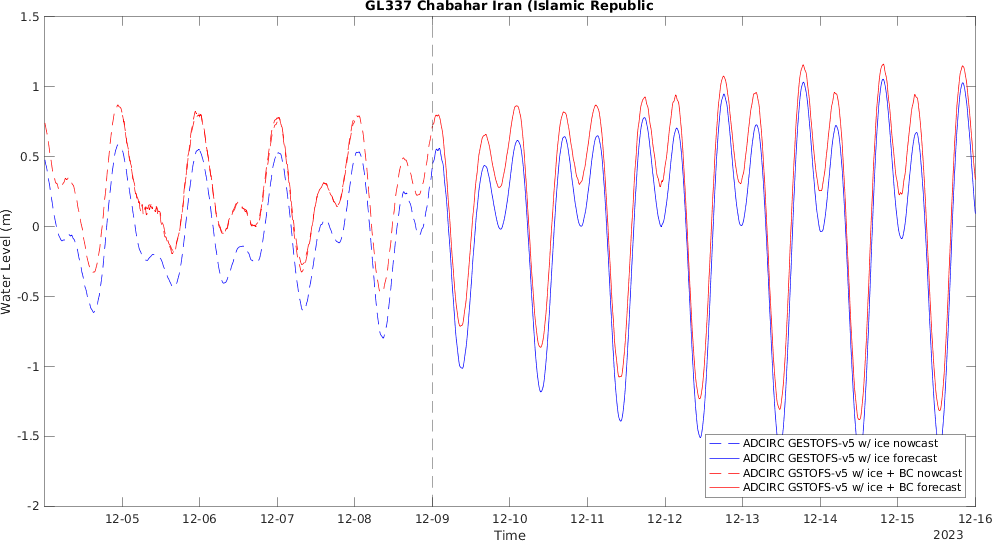 GL337 Chabahar Iran (Islamic Republic
1.5
1
0.5
0
-0.5
-1
-1.5
-2
Water Level (m)
ADCIRC GESTOFS-v5 w/ ice nowcast
ADCIRC GESTOFS-v5 w/ ice forecast
ADCIRC GSTOFS-v5 w/ ice + BC nowcast
ADCIRC GSTOFS-v5 w/ ice + BC forecast
12-05 12-06 12-07 12-08 12-09 12-10 12-11 12-12 12-13 12-14 12-15 12-16
Time
2023